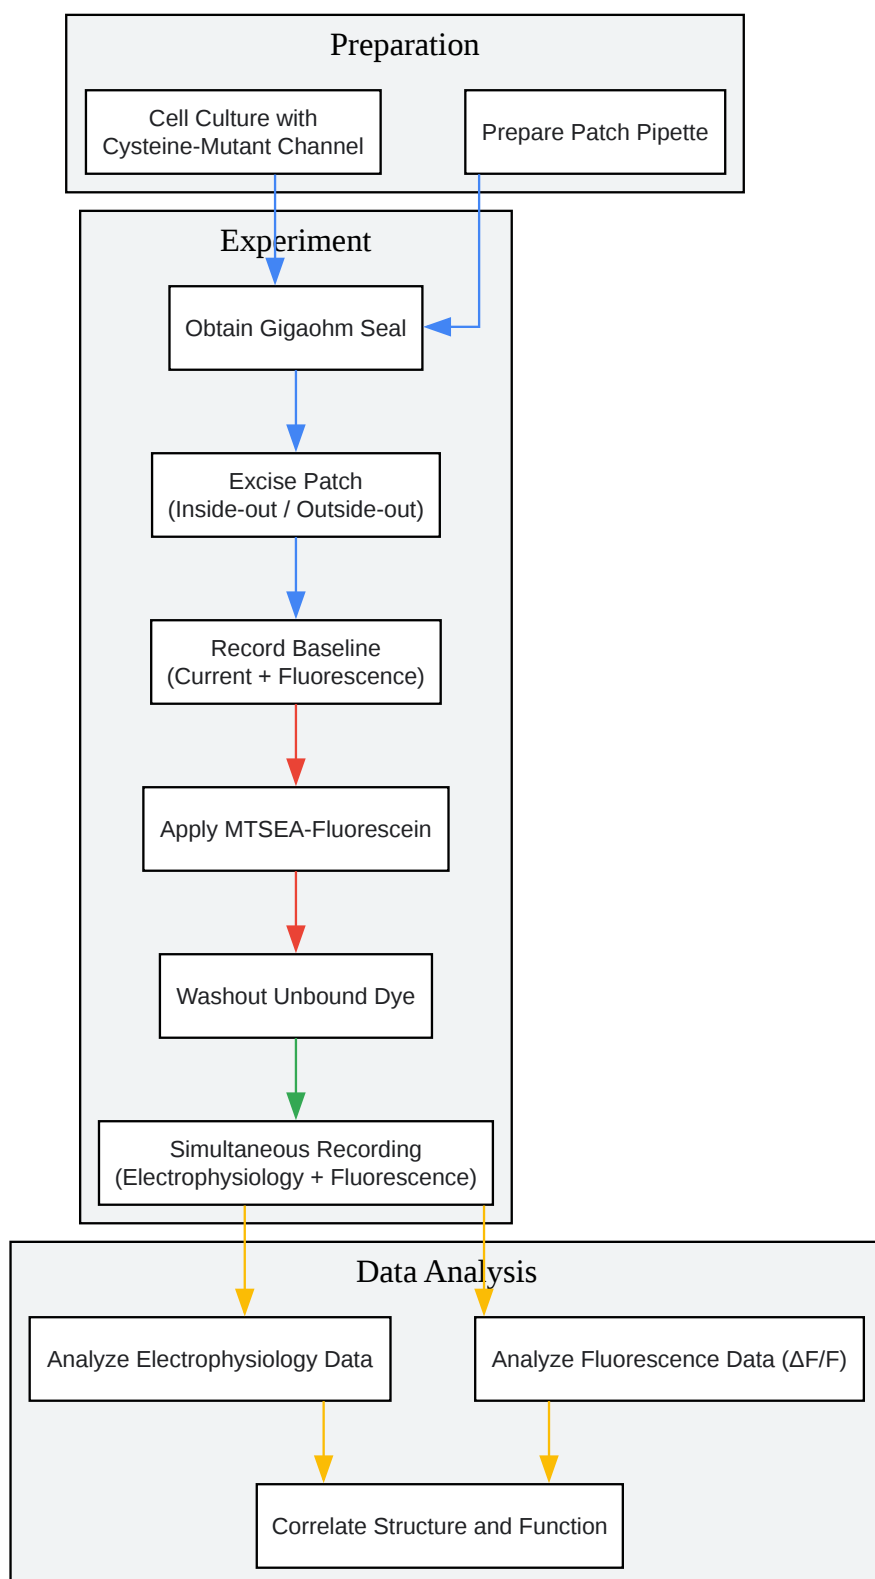 Preparation
Cell Culture with
Cysteine-Mutant Channel
Prepare Patch Pipette
Experiment
Obtain Gigaohm Seal
Excise Patch
(Inside-out / Outside-out)
Record Baseline
(Current + Fluorescence)
Apply MTSEA-Fluorescein
Washout Unbound Dye
Simultaneous Recording
(Electrophysiology + Fluorescence)
Data Analysis
Analyze Electrophysiology Data
Analyze Fluorescence Data (ΔF/F)
Correlate Structure and Function